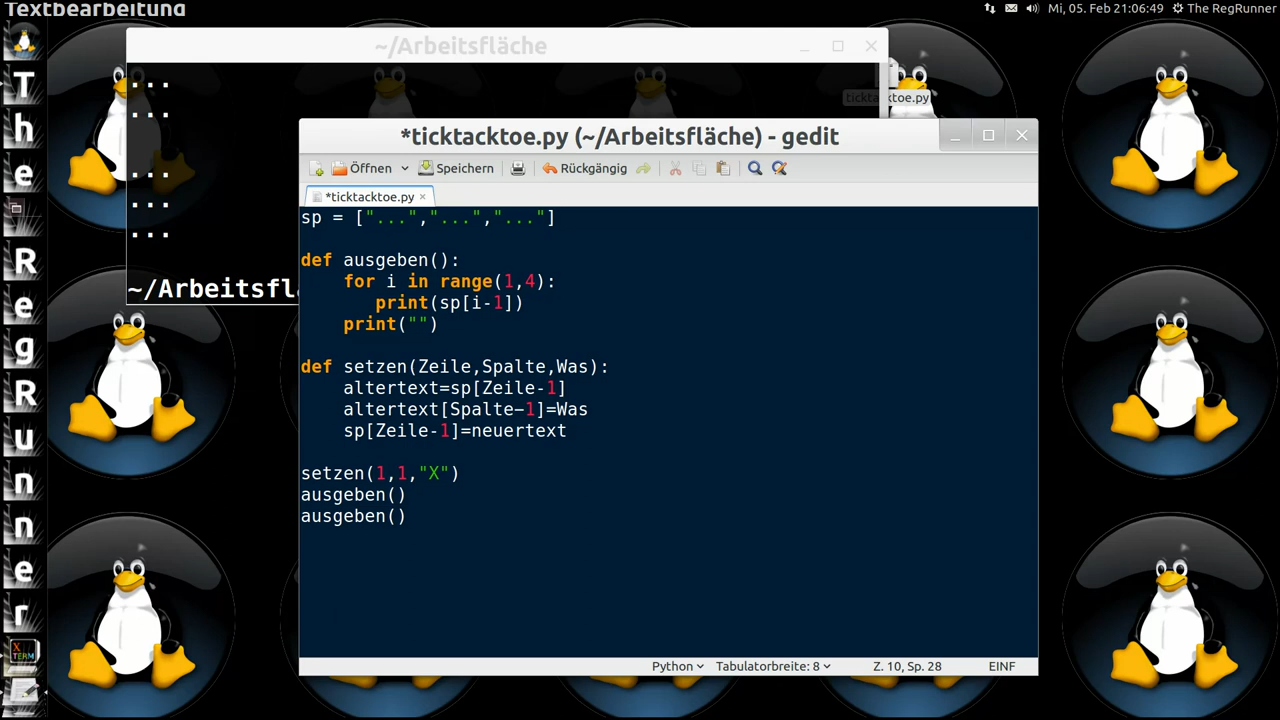 Textbearbeitung
Mi, 05. Feb 21:06:49 The RegRunner
~/Arbeitsfläche
...
...
...
...
...
~/Arbeitsfl
ticktacktoe.py
*ticktacktoe.py (~/Arbeitsfläche) - gedit
Öffnen Speichern Rückgängig
*ticktacktoe.py
sp = ["...","...","..."]
def ausgeben():
for i in range(1,4):
print(sp[i-1])
print("")
def setzen(Zeile,Spalte,Was):
altertext=sp[Zeile-1]
altertext[Spalte-1]=Was
sp[Zeile-1]=neuertext
setzen(1,1,"X")
ausgeben()
ausgeben()
Python Tabulatorbreite: 8 Z. 10, Sp. 28 EINF
T
h
e
R
e
g
R
u
n
n
e
r
X
TERM